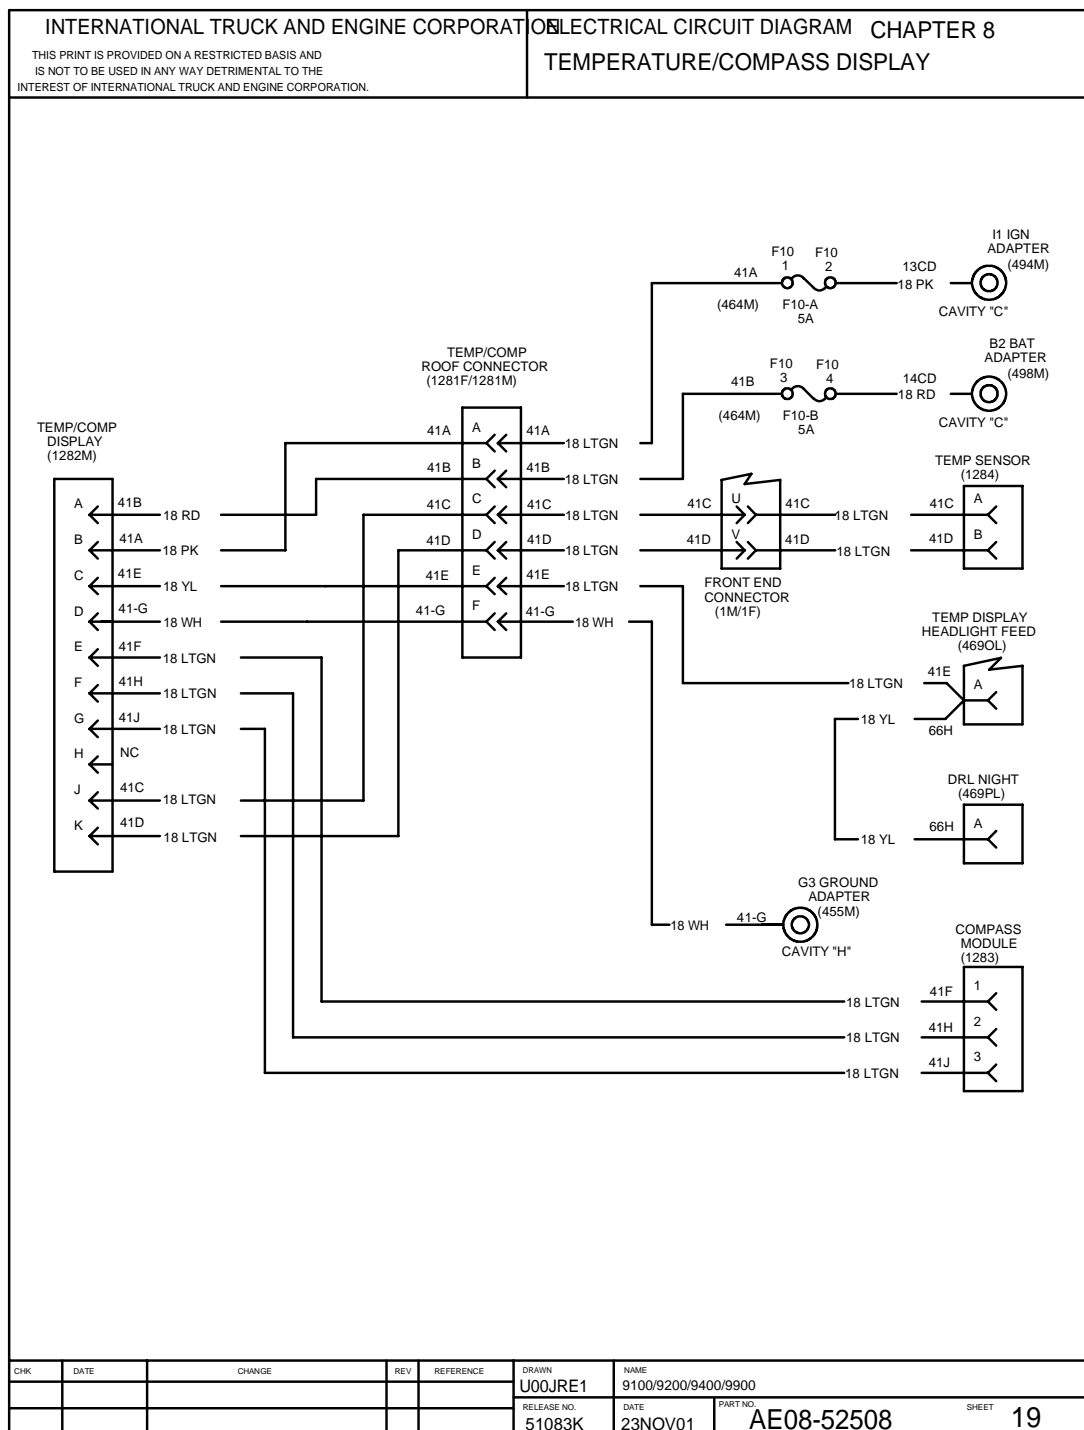 INTERNATIONAL TRUCK AND ENGINE CORPORATION
THIS PRINT IS PROVIDED ON A RESTRICTED BASIS AND
IS NOT TO BE USED IN ANY WAY DETRIMENTAL TO THE
INTEREST OF INTERNATIONAL TRUCK AND ENGINE CORPORATION.
ELECTRICAL CIRCUIT DIAGRAM CHAPTER 8
TEMPERATURE/COMPASS DISPLAY
I1 IGN
ADAPTER
(494M)
CAVITY "C"
41A
(464M)
F10 F10
1 2
F10-A
5A
13CD
18 PK
B2 BAT
ADAPTER
(498M)
CAVITY "C"
41B
(464M)
F10 F10
3 4
F10-B
5A
14CD
18 RD
TEMP/COMP
ROOF CONNECTOR
(1281F/1281M)
41A A 41A 18 LTGN
41B B 41B 18 LTGN
41C C 41C 18 LTGN
41D D 41D 18 LTGN
41E E 41E 18 LTGN
41-G F 41-G 18 WH
TEMP/COMP
DISPLAY
(1282M)
A 41B 18 RD
B 41A 18 PK
C 41E 18 YL
D 41-G 18 WH
E 41F 18 LTGN
F 41H 18 LTGN
G 41J 18 LTGN
H NC
J 41C 18 LTGN
K 41D 18 LTGN
41C U 41C 18 LTGN
41D V 41D 18 LTGN
FRONT END
CONNECTOR
(1M/1F)
TEMP SENSOR
(1284)
41C A
41D B
TEMP DISPLAY
HEADLIGHT FEED
(469OL)
18 LTGN 41E A
18 YL 66H
DRL NIGHT
(469PL)
18 YL 66H A
G3 GROUND
ADAPTER
(455M)
18 WH 41-G
CAVITY "H"
COMPASS
MODULE
(1283)
18 LTGN 41F 1
18 LTGN 41H 2
18 LTGN 41J 3
CHK DATE CHANGE REV REFERENCE
DRAWN
U00JRE1
NAME
9100/9200/9400/9900
RELEASE NO.
51083K
DATE
23NOV01
PART NO.
AE08-52508
SHEET 19